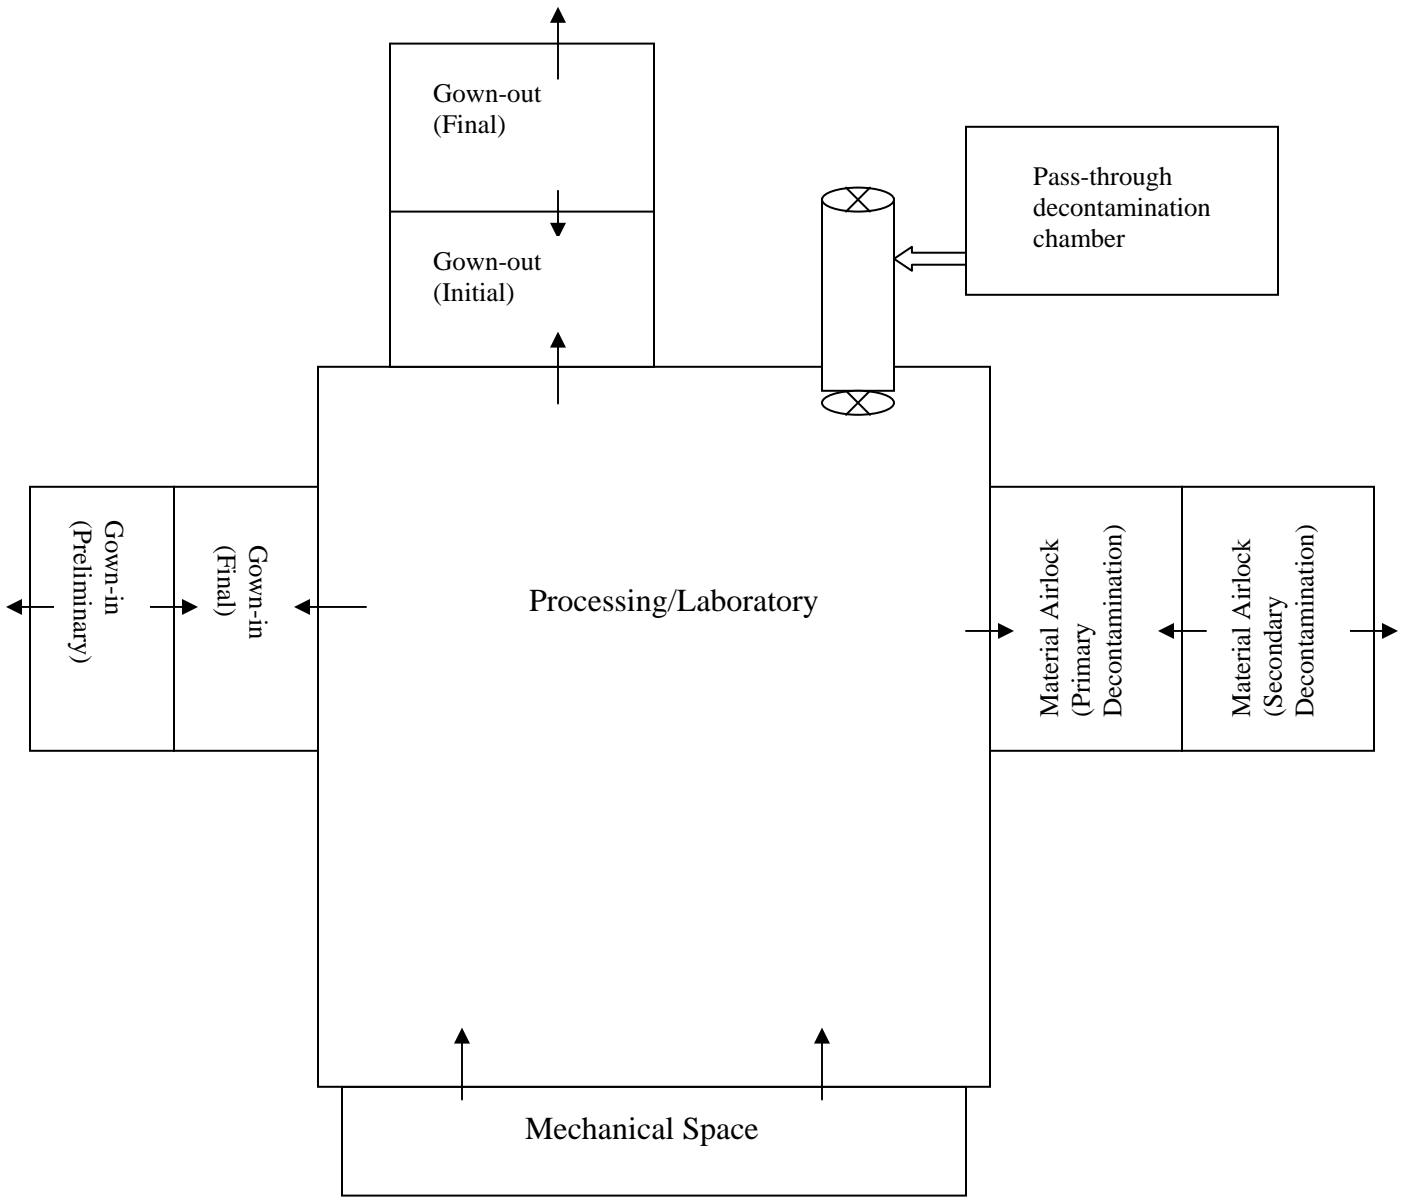 Gown-out
(Final)
Pass-through
decontamination
chamber
Gown-out
(Initial)
Gown-in
(Preliminary)
Gown-in
(Final)
Processing/Laboratory
Material Airlock
(Primary
Decontamination)
Material Airlock
(Secondary
Decontamination)
Mechanical Space